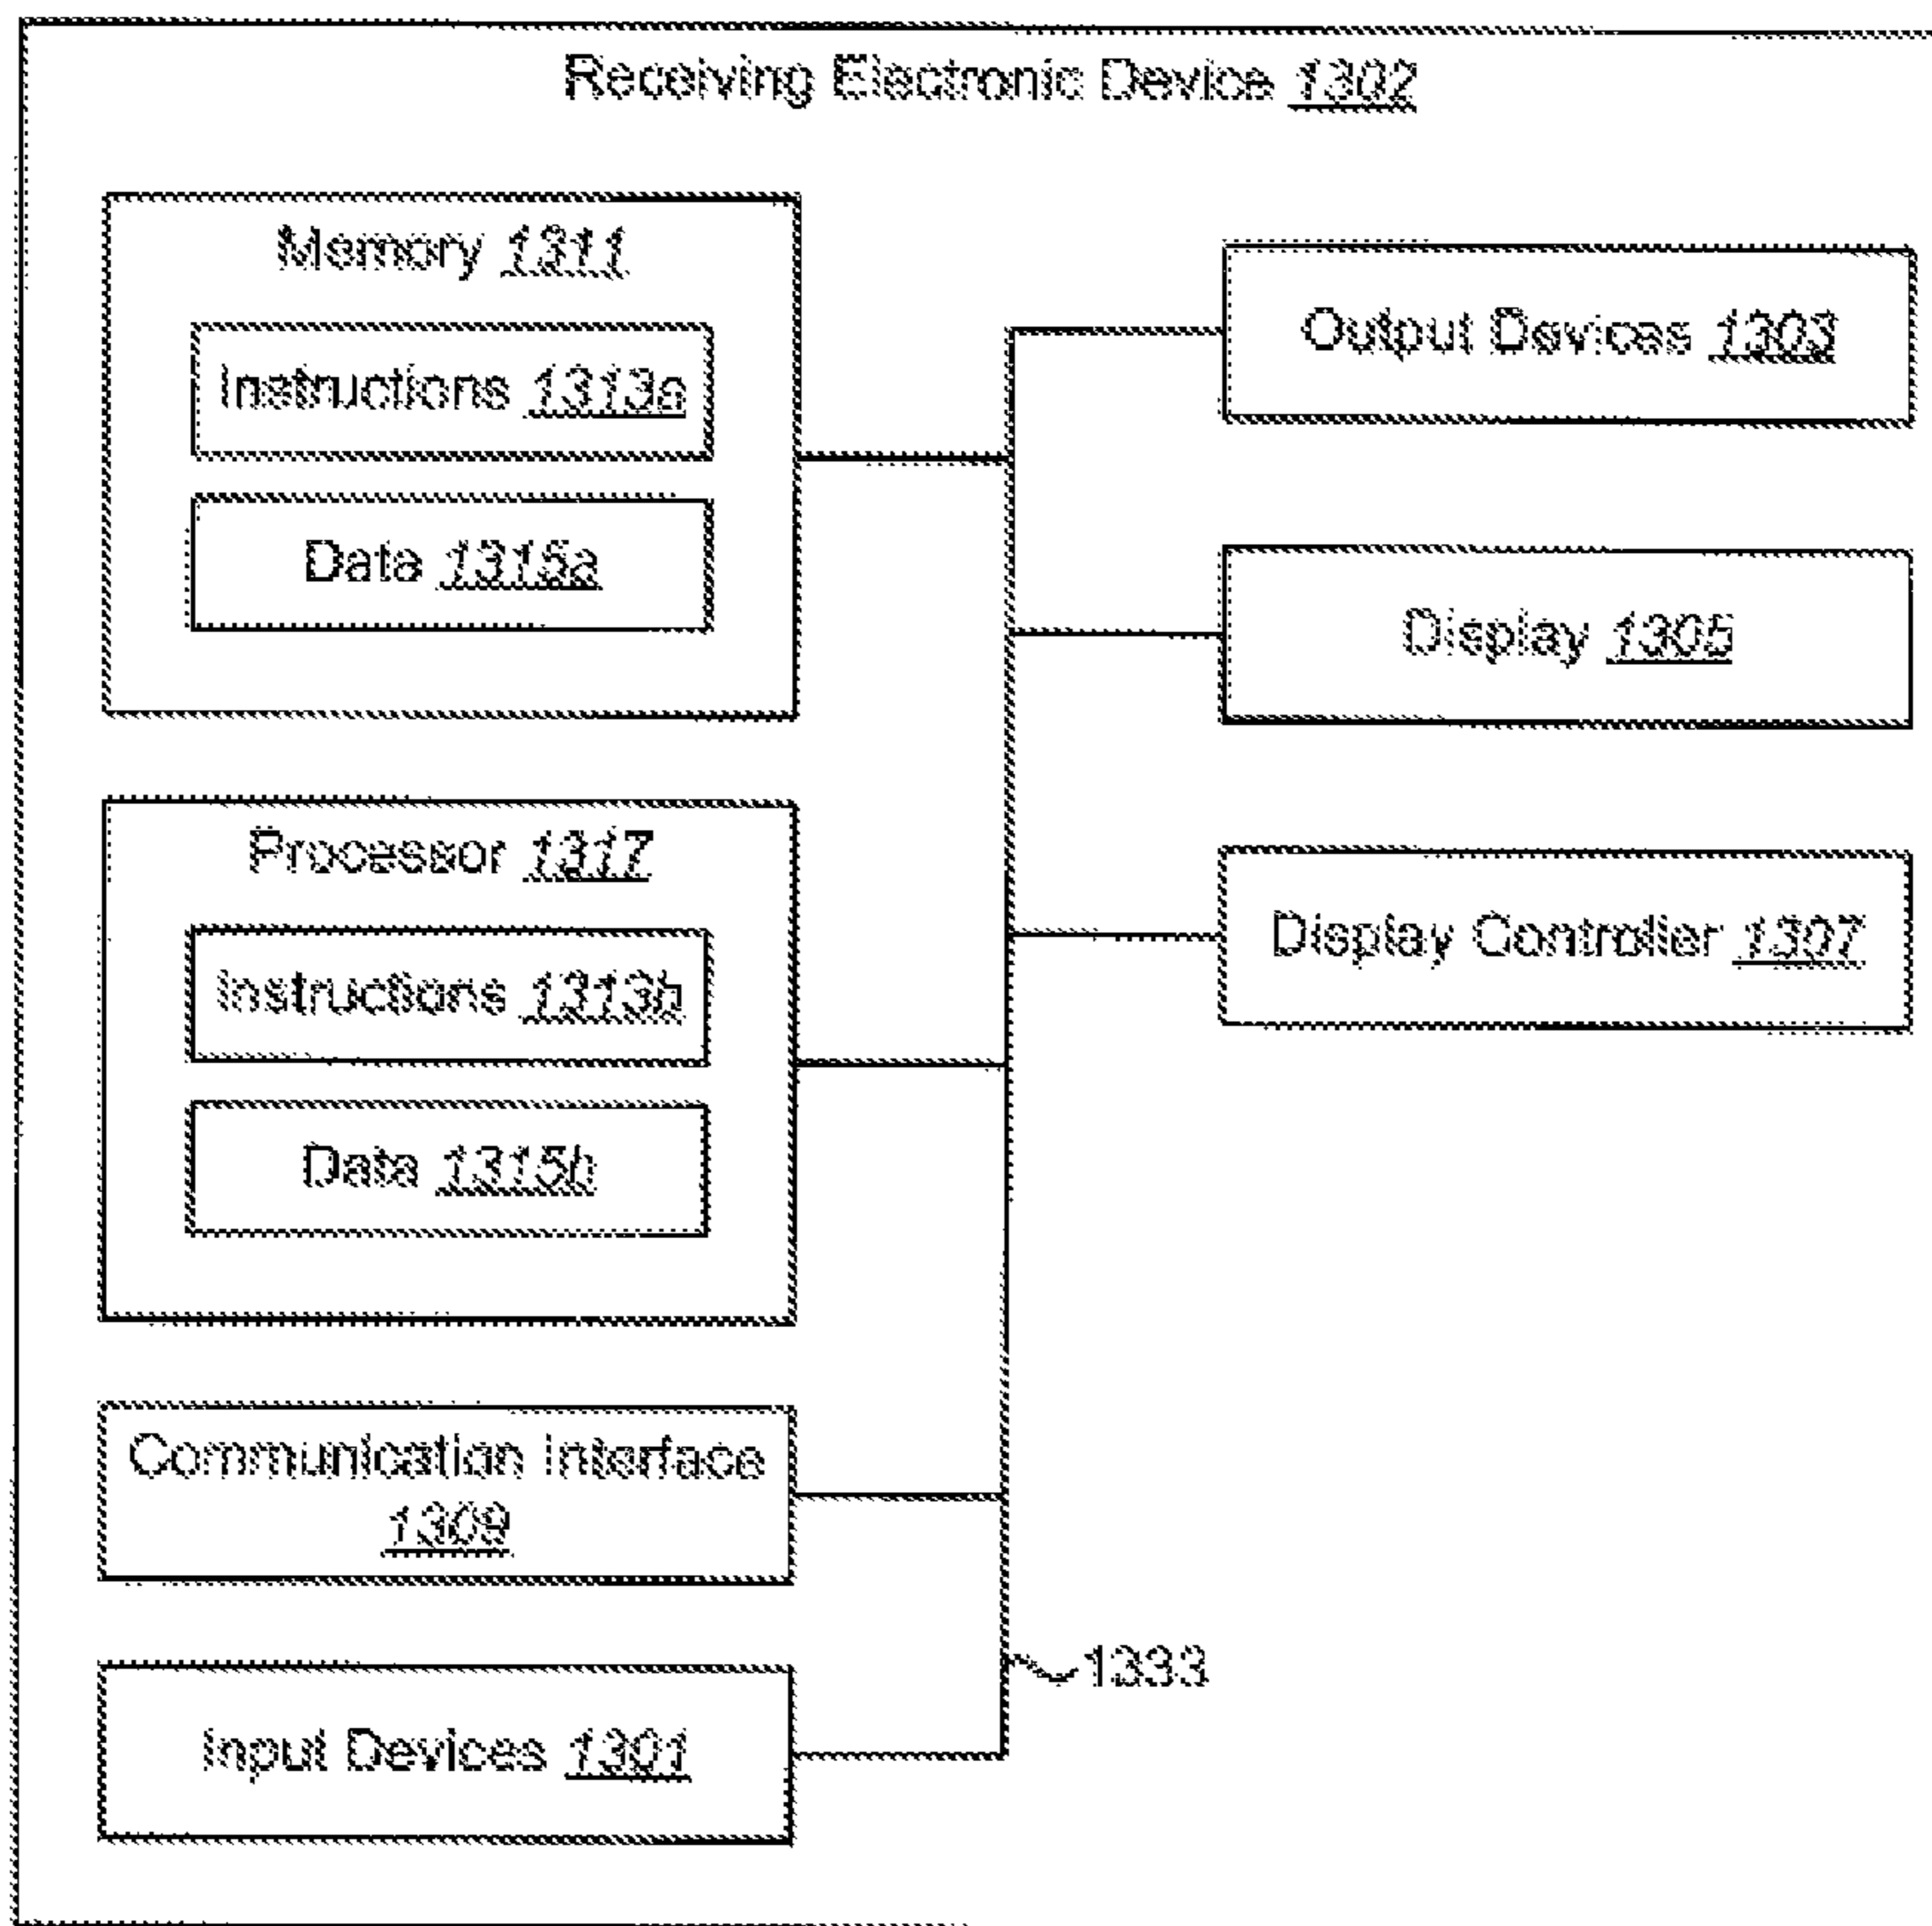 Receiving Electronic Device 1302
Memory 1311
Instructions 1313a
Data 1315a
Processor 1317
Instructions 1313b
Data 1315b
Communication Interface
1309
Input Devices 1301
Output Devices 1303
Display 1305
Display Controller 1307
1333